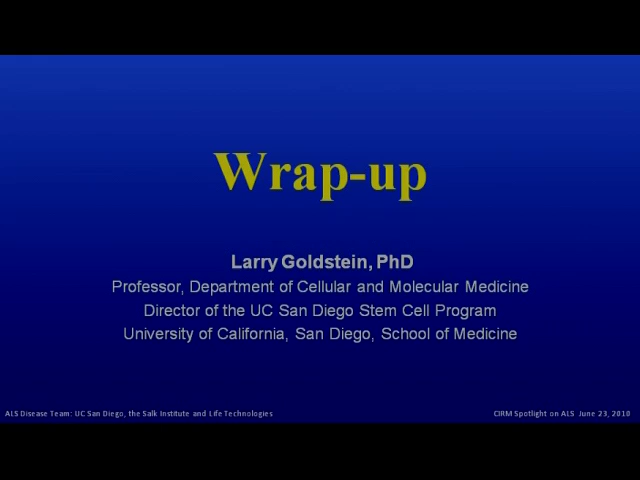 Wrap-up
Larry Goldstein, PhD
Professor, Department of Cellular and Molecular Medicine
Director of the UC San Diego Stem Cell Program
University of California, San Diego, School of Medicine
ALS Disease Team: UC San Diego, the Salk Institute and Life Technologies
CIRM Spotlight on ALS June 23, 2010